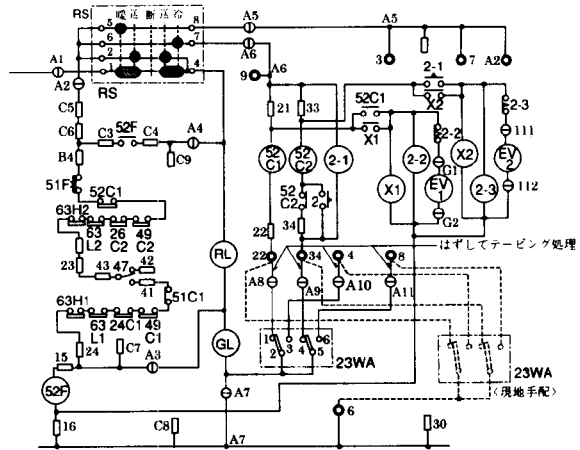 RS
暖 送 断 送 冷
5
8
A5
A5
6
7
A6
2
1
4
A1
A2
RS
3
7
A2
9
A6
2-1
X2
C5
21
33
52C1
X1
2-3
C6
C3
52F
C4
A4
2-2
111
B4
C9
52
C1
52
C2
2-1
G1
2-2
X2
EV
2
51F
X1
EV
1
2-3
112
52C1
52
C2
2
G2
63H2
63
L2
26
C2
49
C2
22
34
はずしてテーピング処理
23
43
47
42
41
RL
22
34
4
8
A8
A9
A10
A11
51C1
63H1
63
L1
24C1
49
C1
1
2
3
4
5
6
24
C7
A3
GL
23WA
23WA
15
(現地手配)
52F
A7
6
16
C8
A7
30